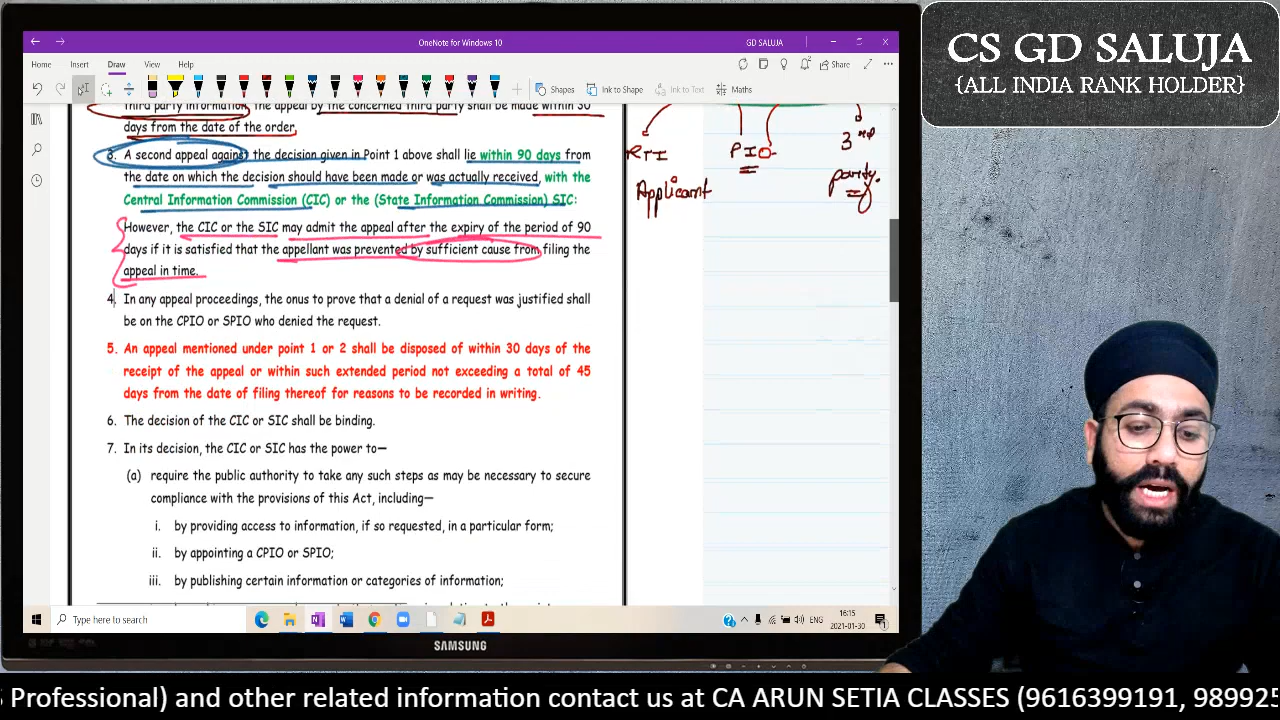 OneNote for Windows 10
GD SALUJA
Home Insert Draw View Help
Share
Shapes Ink to Shape Ink to Text Maths
third party information, the appeal by the concerned third party shall be made within 30
days from the date of the order.
3. A second appeal against the decision given in Point 1 above shall lie within 90 days from
the date on which the decision should have been made or was actually received, with the
Central Information Commission (CIC) or the (State Information Commission) SIC:
However, the CIC or the SIC may admit the appeal after the expiry of the period of 90
days if it is satisfied that the appellant was prevented by sufficient cause from filing the
appeal in time.
4. In any appeal proceedings, the onus to prove that a denial of a request was justified shall
be on the CPIO or SPIO who denied the request.
5. An appeal mentioned under point 1 or 2 shall be disposed of within 30 days of the
receipt of the appeal or within such extended period not exceeding a total of 45
days from the date of filing thereof for reasons to be recorded in writing.
6. The decision of the CIC or SIC shall be binding.
7. In its decision, the CIC or SIC has the power to—
(a) require the public authority to take any such steps as may be necessary to secure
compliance with the provisions of this Act, including—
i. by providing access to information, if so requested, in a particular form;
ii. by appointing a CPIO or SPIO;
iii. by publishing certain information or categories of information;
RTI
Applicant
PIO
3rd
party.
Type here to search
ENG
16:15
2021-01-30
SAMSUNG
CS GD SALUJA
{ALL INDIA RANK HOLDER}
S Professional) and other related information contact us at CA ARUN SETIA CLASSES (9616399191, 989925